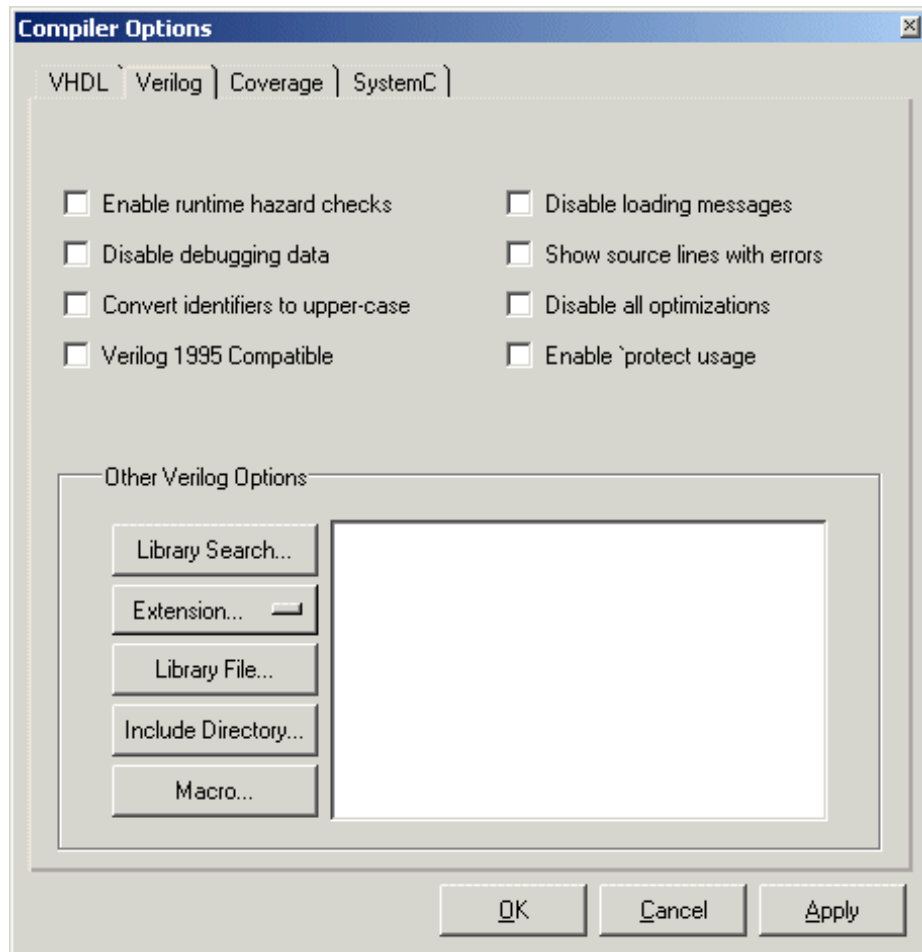 Compiler Options
VHDL Verilog Coverage SystemC
Enable runtime hazard checks
Disable loading messages
Disable debugging data
Show source lines with errors
Convert identifiers to upper-case
Disable all optimizations
Verilog 1995 Compatible
Enable `protect usage
Other Verilog Options
Library Search...
Extension...
Library File...
Include Directory...
Macro...
OK Cancel Apply